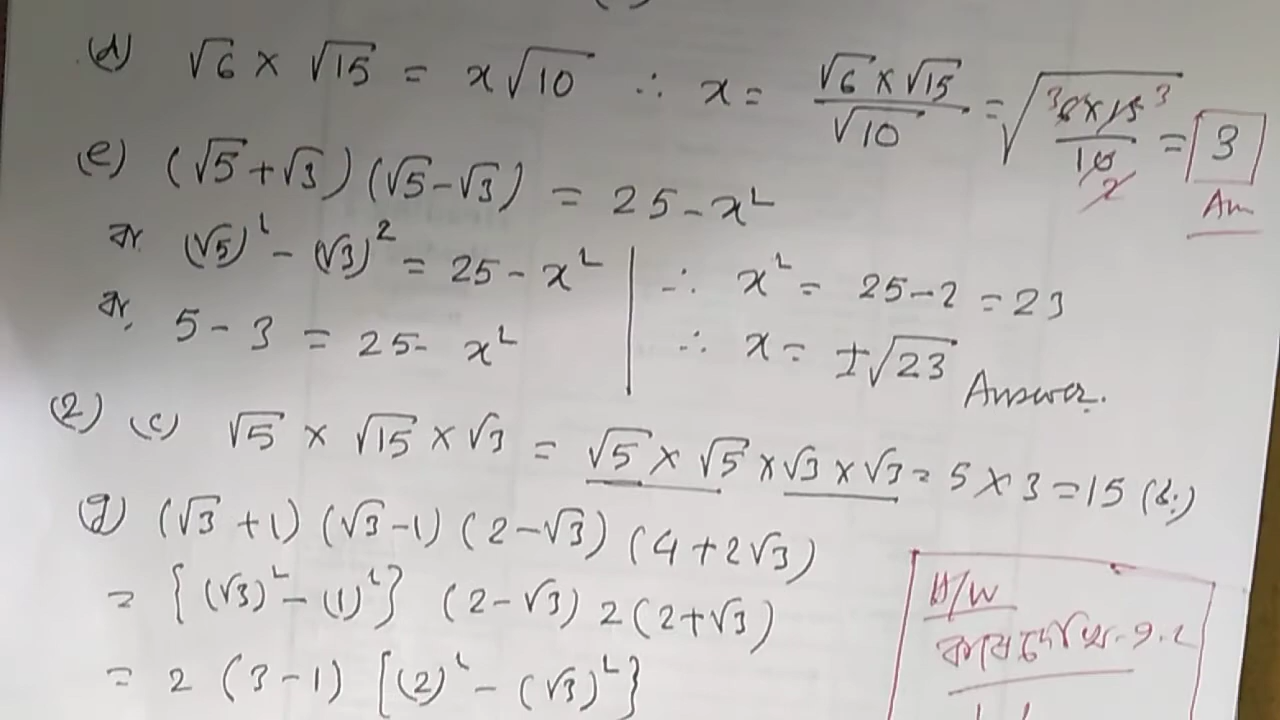 (d) √6 × √15 = x√10 ∴ x = (√6 × √15)/√10 = √((6×15)/10) = 3 Ans
(e) (√5+√3)(√5-√3) = 25 - x²
বা, (√5)² - (√3)² = 25 - x² | ∴ x² = 25-2 = 23
বা, 5 - 3 = 25 - x² | ∴ x = ±√23 Answer.
(2) (c) √5 × √15 × √3 = √5 × √5 × √3 × √3 = 5 × 3 = 15 (উঃ)
(g) (√3 + 1)(√3 - 1)(2 - √3)(4 + 2√3)
= {(√3)² - (1)²} (2 - √3) 2(2 + √3)
= 2 (3 - 1) [(2)² - (√3)²}
H/W